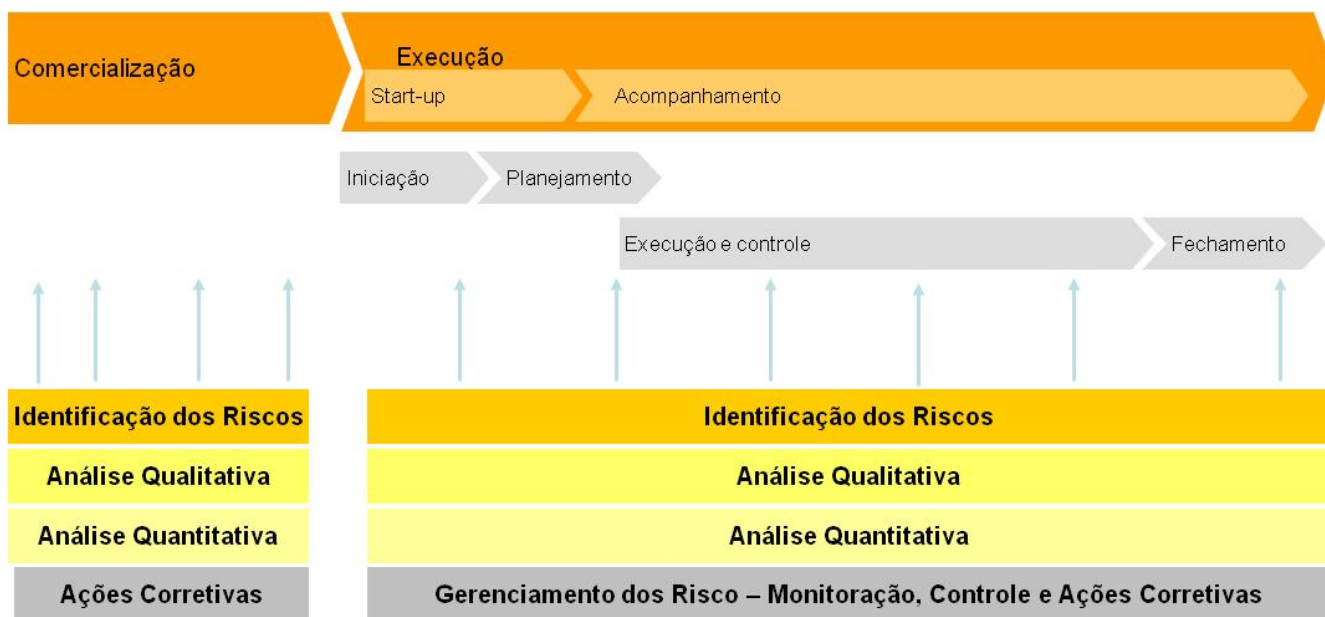 Comercialização
Execução
Start-up
Acompanhamento
Iniciação
Planejamento
Execução e controle
Fechamento
Identificação dos Riscos
Identificação dos Riscos
Análise Qualitativa
Análise Qualitativa
Análise Quantitativa
Análise Quantitativa
Ações Corretivas
Gerenciamento dos Risco – Monitoração, Controle e Ações Corretivas